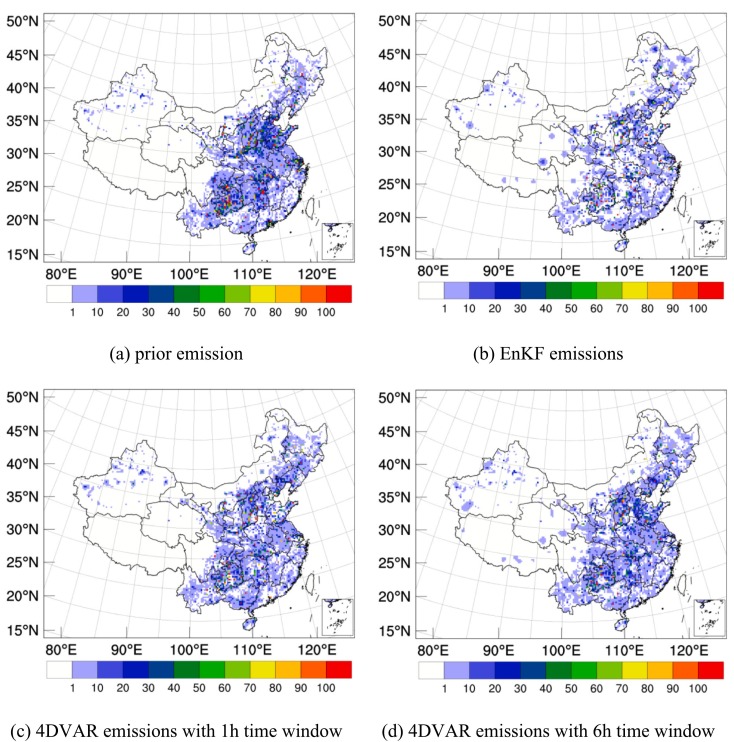 50°N 50°N
45°N 45°N
40°N 40°N
35°N 35°N
30°N 30°N
25°N 25°N
20°N 20°N
15°N 15°N
80°E 90°E 100°E 110°E 120°E 80°E 90°E 100°E 110°E 120°E
1 10 20 30 40 50 60 70 80 90 100 1 10 20 30 40 50 60 70 80 90 100
(a) prior emission (b) EnKF emissions
50°N 50°N
45°N 45°N
40°N 40°N
35°N 35°N
30°N 30°N
25°N 25°N
20°N 20°N
15°N 15°N
80°E 90°E 100°E 110°E 120°E 80°E 90°E 100°E 110°E 120°E
1 10 20 30 40 50 60 70 80 90 100 1 10 20 30 40 50 60 70 80 90 100
(c) 4DVAR emissions with 1h time window (d) 4DVAR emissions with 6h time window